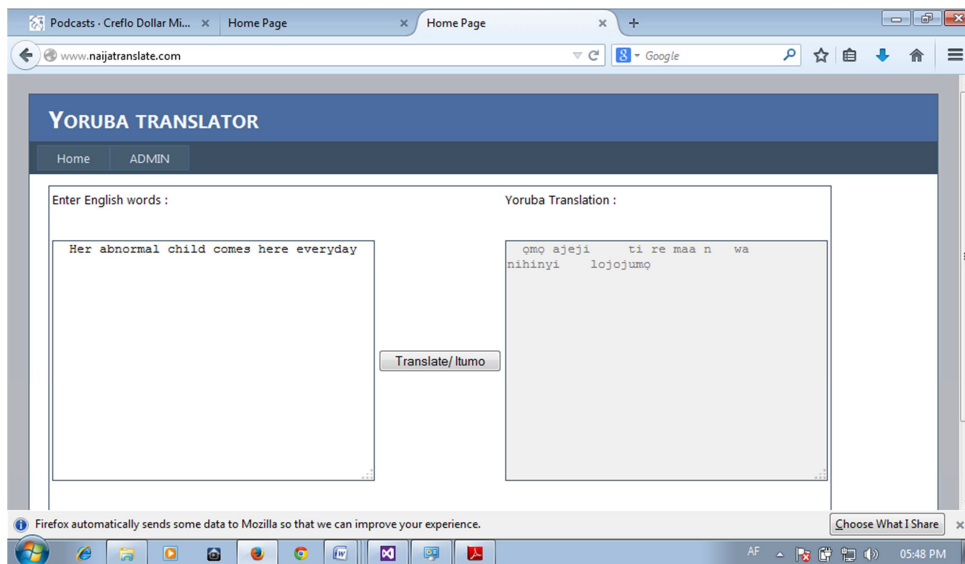 Podcasts · Creflo Dollar Mi... Home Page Home Page
www.naijatranslate.com Google
YORUBA TRANSLATOR
Home ADMIN
Enter English words : Yoruba Translation :
Her abnormal child comes here everyday
ọmọ ajeji ti re maa n wa
nihinyi lojojumọ
Translate/ Itumo
Firefox automatically sends some data to Mozilla so that we can improve your experience. Choose What I Share
AF 05:48 PM